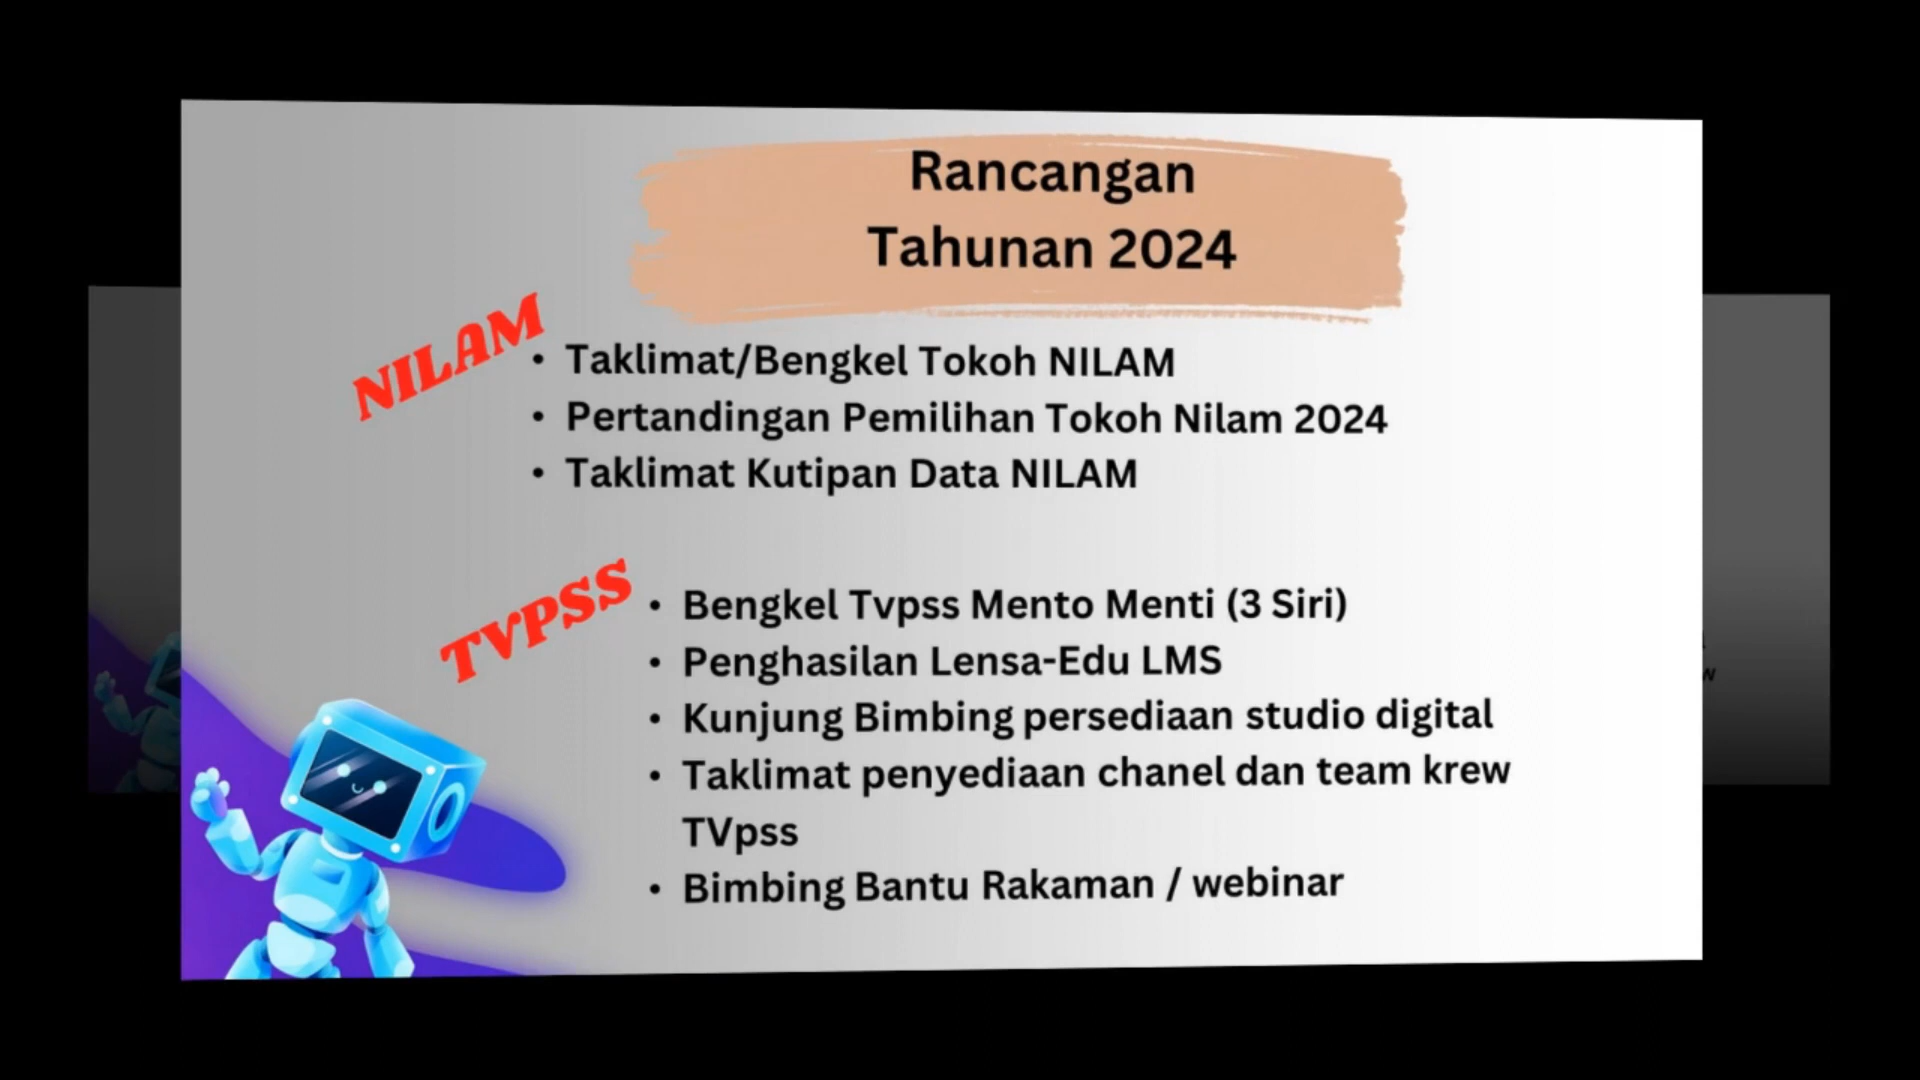 Rancangan
Tahunan 2024
NILAM
• Taklimat/Bengkel Tokoh NILAM
• Pertandingan Pemilihan Tokoh Nilam 2024
• Taklimat Kutipan Data NILAM
TVPSS
• Bengkel Tvpss Mento Menti (3 Siri)
• Penghasilan Lensa-Edu LMS
• Kunjung Bimbing persediaan studio digital
• Taklimat penyediaan chanel dan team krew
TVpss
• Bimbing Bantu Rakaman / webinar